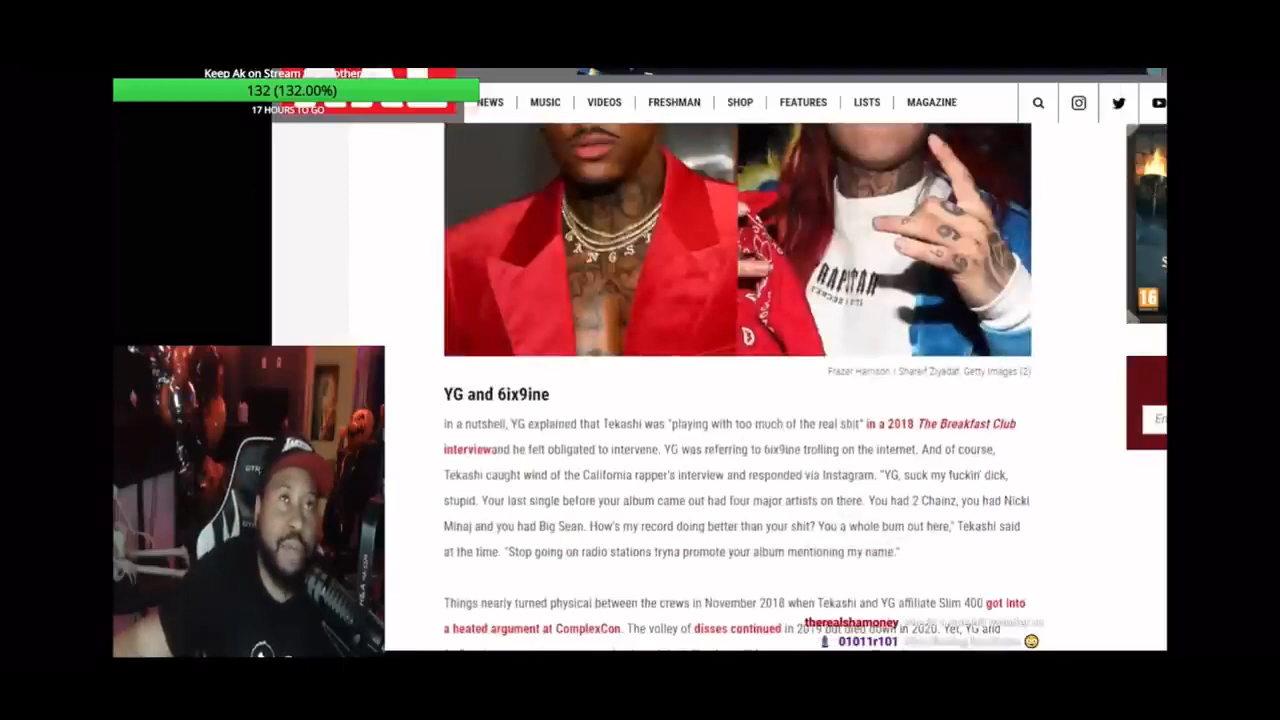 Keep Ak on Stream
other
132 (132.00%)
17 HOURS TO GO
NEWS
MUSIC
VIDEOS
FRESHMAN
SHOP
FEATURES
LISTS
MAGAZINE
GANGST
RAPSTAR
16
Frazer Harrison / Shareif Ziyadat, Getty Images (2)
YG and 6ix9ine
In a nutshell, YG explained that Tekashi was "playing with too much of the real shit" in a 2018 The Breakfast Club
interviewand he felt obligated to intervene. YG was referring to 6ix9ine trolling on the internet. And of course,
Tekashi caught wind of the California rapper's interview and responded via Instagram. "YG, suck my fuckin' dick,
stupid. Your last single before your album came out had four major artists on there. You had 2 Chainz, you had Nicki
Minaj and you had Big Sean. How's my record doing better than your shit? You a whole bum out here," Tekashi said
at the time. "Stop going on radio stations tryna promote your album mentioning my name."
Things nearly turned physical between the crews in November 2018 when Tekashi and YG affiliate Slim 400 got into
a heated argument at ComplexCon. The volley of disses continued in 2019 but died down in 2020. Yet, YG and
therealshamoney
01011r101